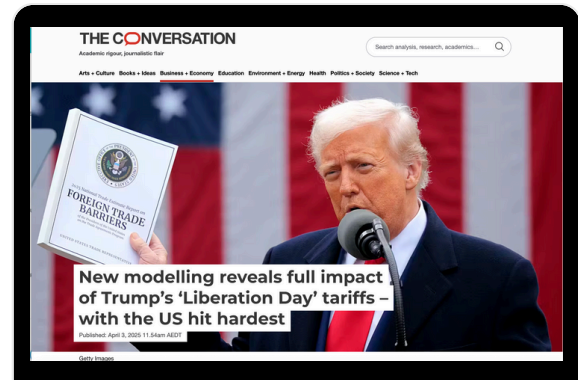 THE CONVERSATION
Academic rigour, journalistic flair
Search analysis, research, academics...
Arts + Culture Books + Ideas Business + Economy Education Environment + Energy Health Politics + Society Science + Tech
FOREIGN TRADE
BARRIERS
New modelling reveals full impact
of Trump's 'Liberation Day' tariffs –
with the US hit hardest
Published: April 3, 2025 11.54am AEDT
Getty Images